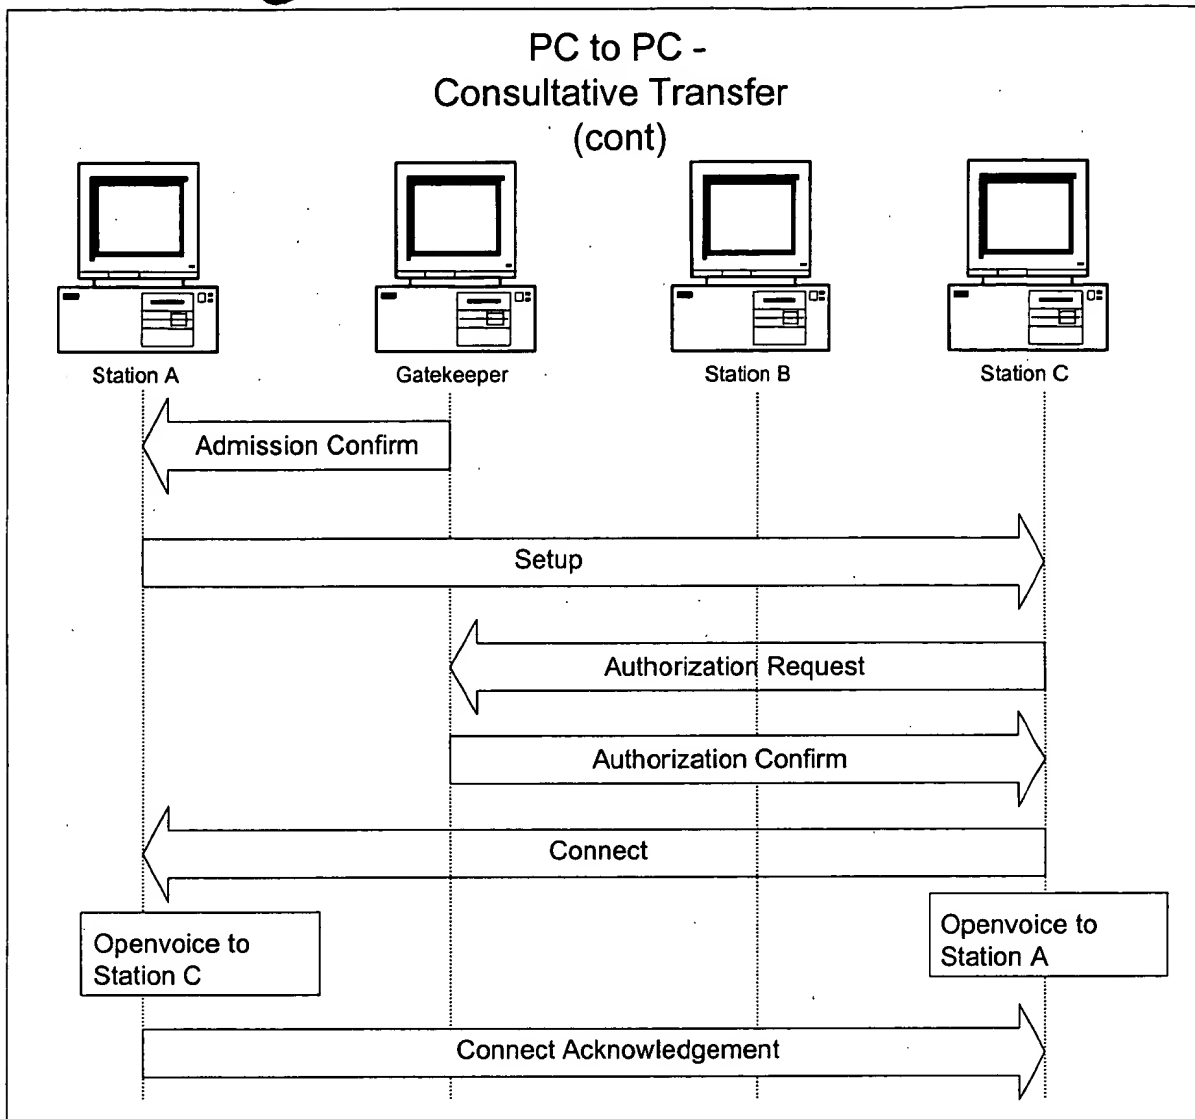 PC to PC -
Consultative Transfer
(cont)
Station A
Gatekeeper
Station B
Station C
Admission Confirm
Setup
Authorization Request
Authorization Confirm
Connect
Openvoice to
Station C
Openvoice to
Station A
Connect Acknowledgement